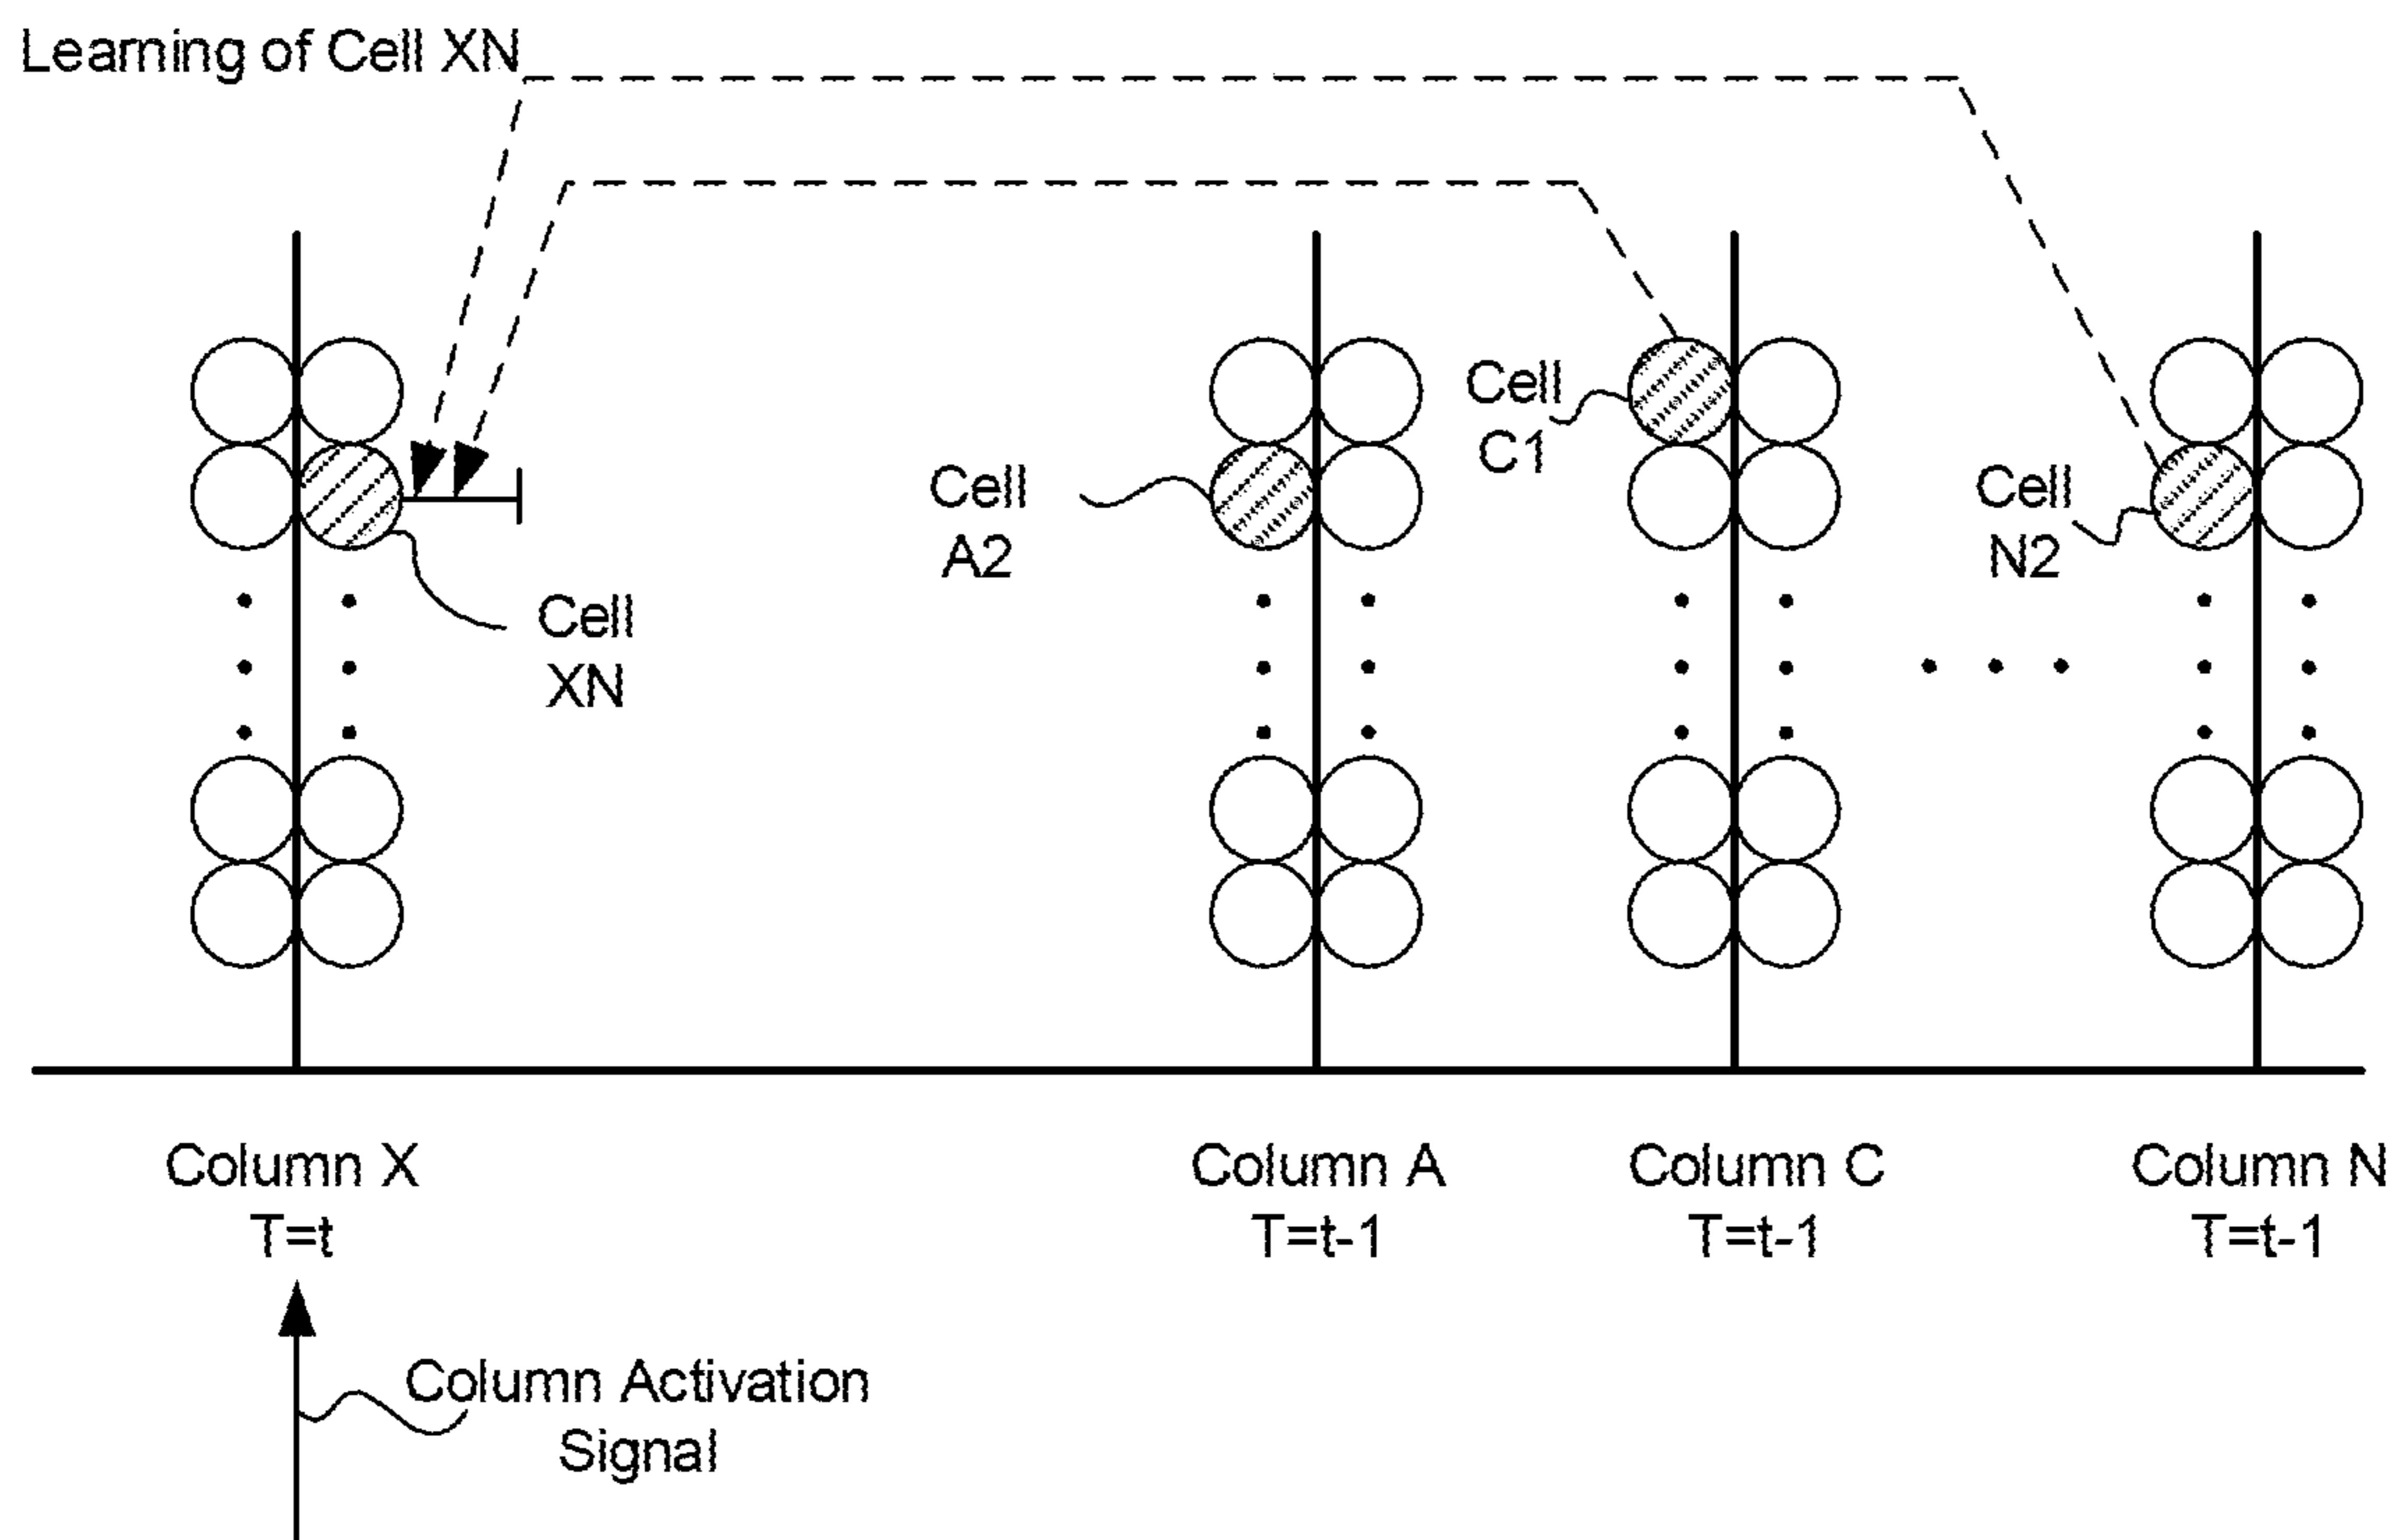 Learning of Cell XN
Cell
C1
Cell
A2
Cell
N2
Cell
XN
Column X
T=t
Column A
T=t-1
Column C
T=t-1
Column N
T=t-1
Column Activation
Signal